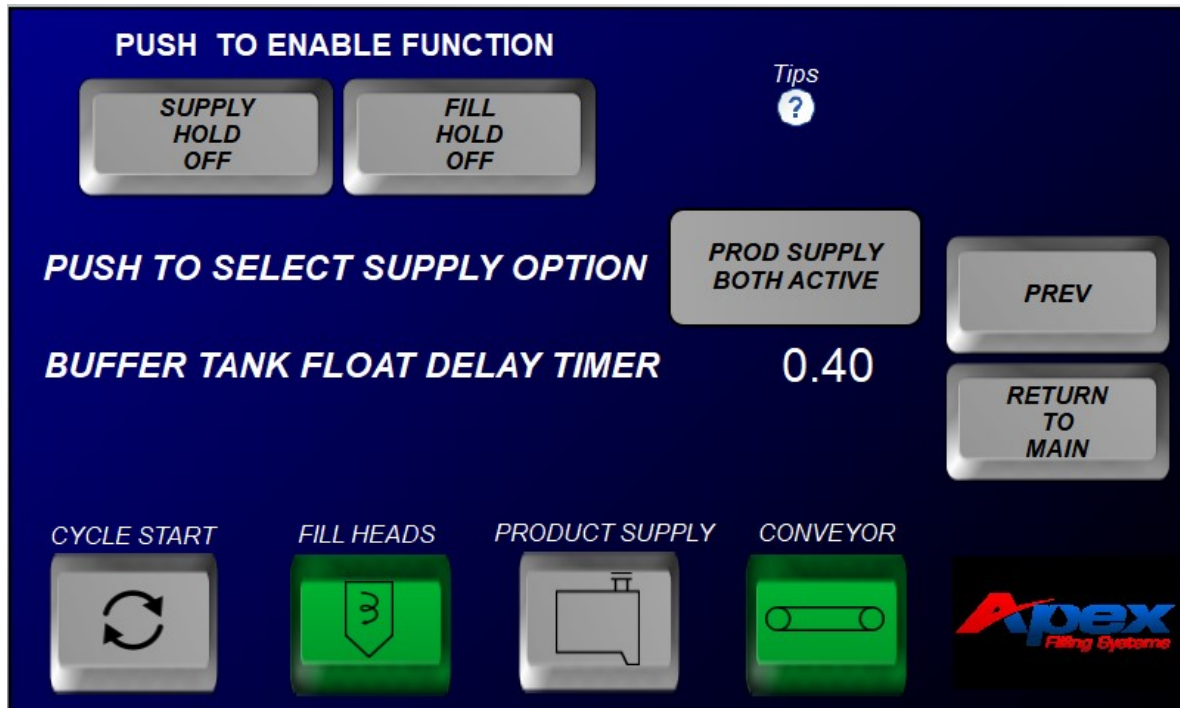 PUSH TO ENABLE FUNCTION
SUPPLY
HOLD
OFF
FILL
HOLD
OFF
Tips
?
PUSH TO SELECT SUPPLY OPTION
PROD SUPPLY
BOTH ACTIVE
PREV
BUFFER TANK FLOAT DELAY TIMER
0.40
RETURN
TO
MAIN
CYCLE START
FILL HEADS
PRODUCT SUPPLY
CONVEYOR
Apex
Filling Systems